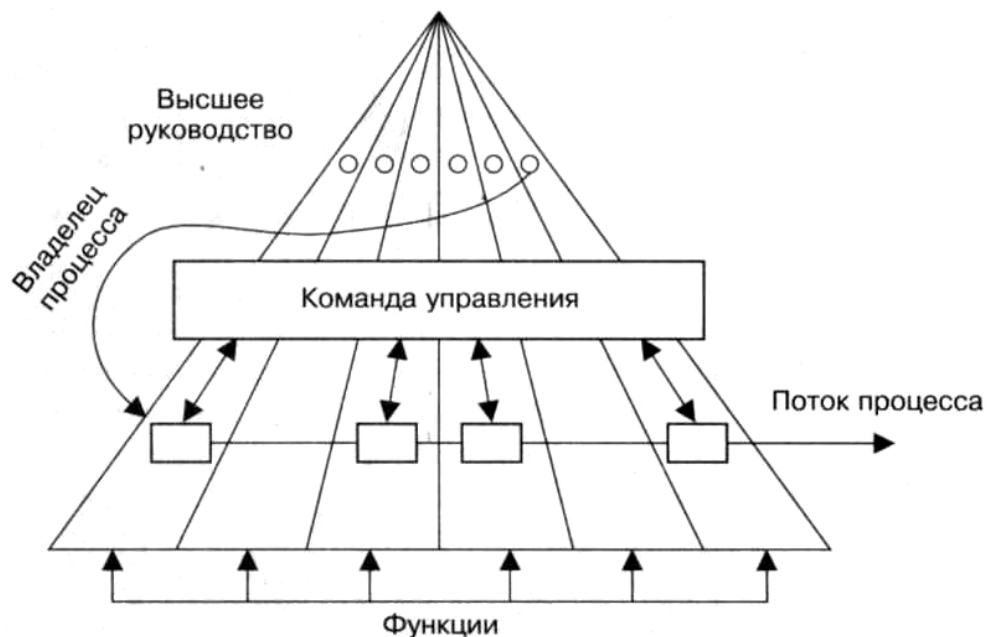 Высшее
руководство
Владелец
процесса
Команда управления
Поток процесса
Функции